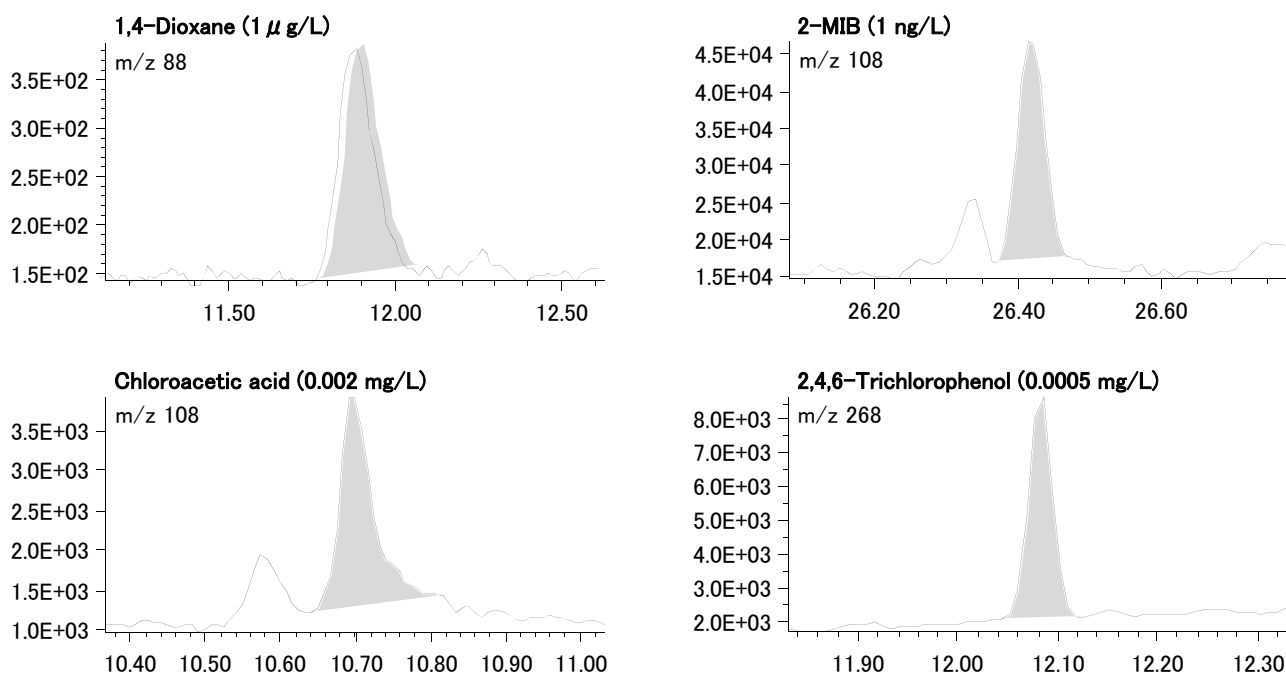 1,4-Dioxane (1 μg/L)
m/z 88
3.5E+02
3.0E+02
2.5E+02
2.0E+02
1.5E+02
11.50 12.00 12.50
2-MIB (1 ng/L)
m/z 108
4.5E+04
4.0E+04
3.5E+04
3.0E+04
2.5E+04
2.0E+04
1.5E+04
26.20 26.40 26.60
Chloroacetic acid (0.002 mg/L)
m/z 108
3.5E+03
3.0E+03
2.5E+03
2.0E+03
1.5E+03
1.0E+03
10.40 10.50 10.60 10.70 10.80 10.90 11.00
2,4,6-Trichlorophenol (0.0005 mg/L)
m/z 268
8.0E+03
7.0E+03
6.0E+03
5.0E+03
4.0E+03
3.0E+03
2.0E+03
11.90 12.00 12.10 12.20 12.30